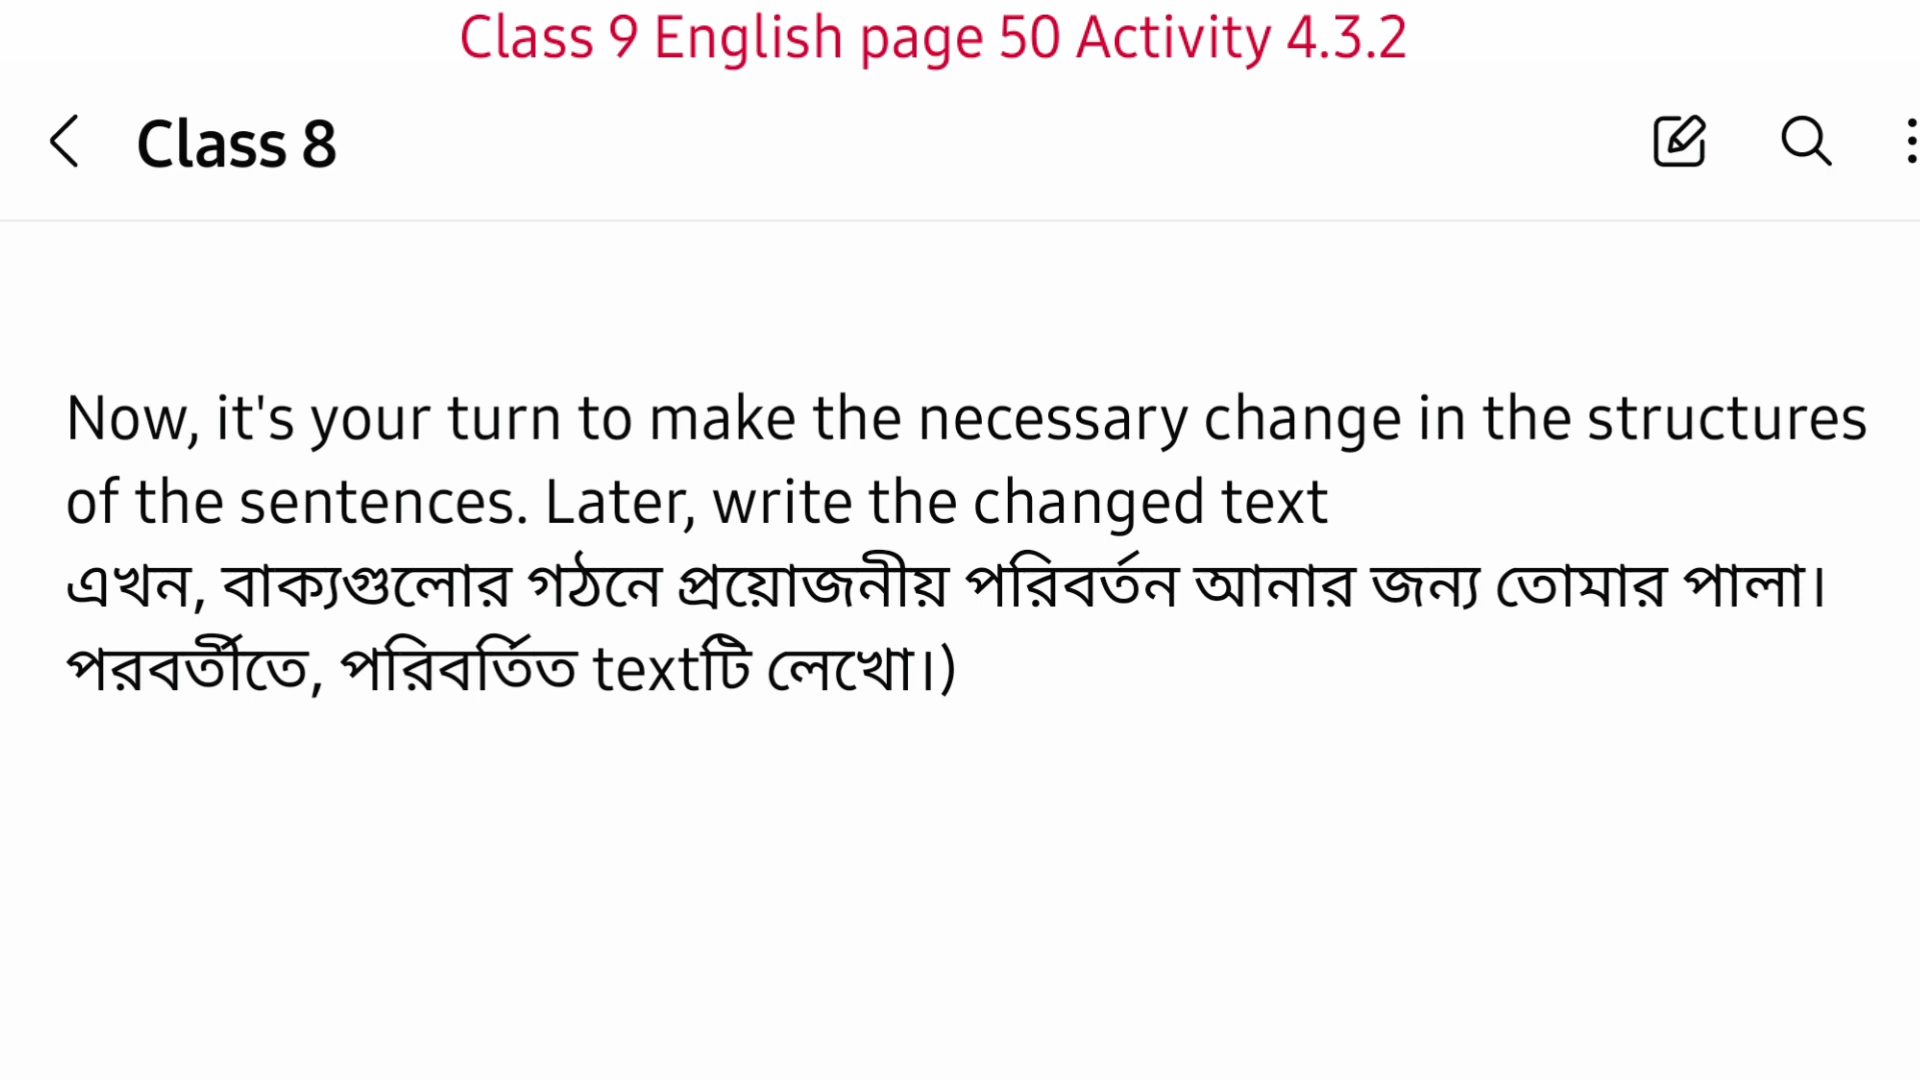 Class 9 English page 50 Activity 4.3.2
Class 8
Now, it's your turn to make the necessary change in the structures
of the sentences. Later, write the changed text
এখন, বাক্যগুলোর গঠনে প্রয়োজনীয় পরিবর্তন আনার জন্য তোমার পালা।
পরবর্তীতে, পরিবর্তিত textটি লেখো।)